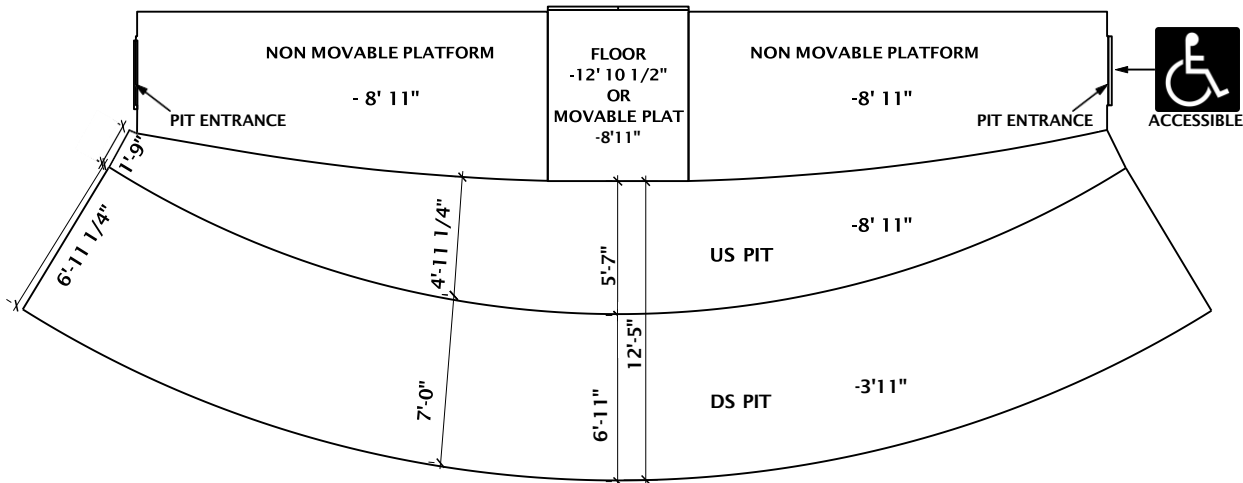 NON MOVABLE PLATFORM
- 8' 11"
FLOOR
-12' 10 1/2"
OR
MOVABLE PLAT
-8'11"
NON MOVABLE PLATFORM
-8' 11"
PIT ENTRANCE
PIT ENTRANCE
ACCESSIBLE
1'-9"
6'-11 1/4"
4'-11 1/4"
5'-7"
US PIT
-8' 11"
12'-5"
7'-0"
6'-11"
DS PIT
-3'11"